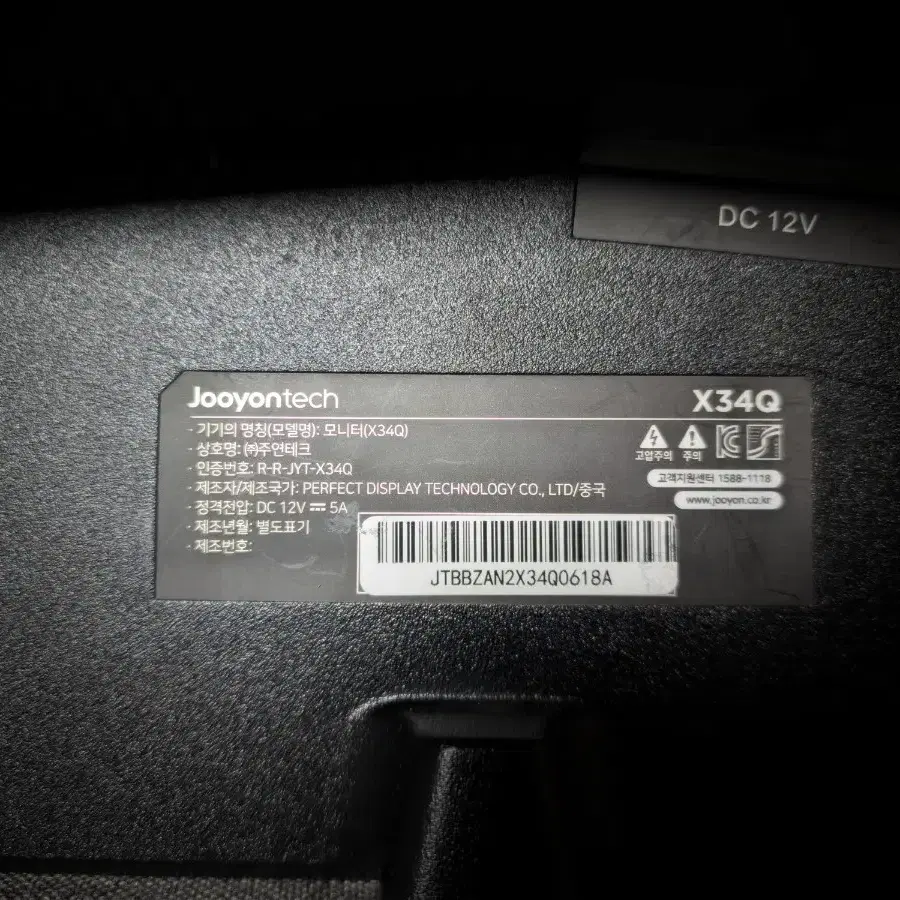 DC 12V
Jooyontech
X34Q
· 기기의 명칭(모델명): 모니터(X34Q)
· 상호명: ㈜주연테크
· 인증번호: R-R-JYT-X34Q
· 제조자/제조국가: PERFECT DISPLAY TECHNOLOGY CO., LTD/중국
· 정격전압: DC 12V ⎓ 5A
· 제조년월: 별도표기
· 제조번호:
고압주의 주의
고객지원센터 1588-1118
www.jooyon.co.kr
JTBBZAN2X34Q0618A